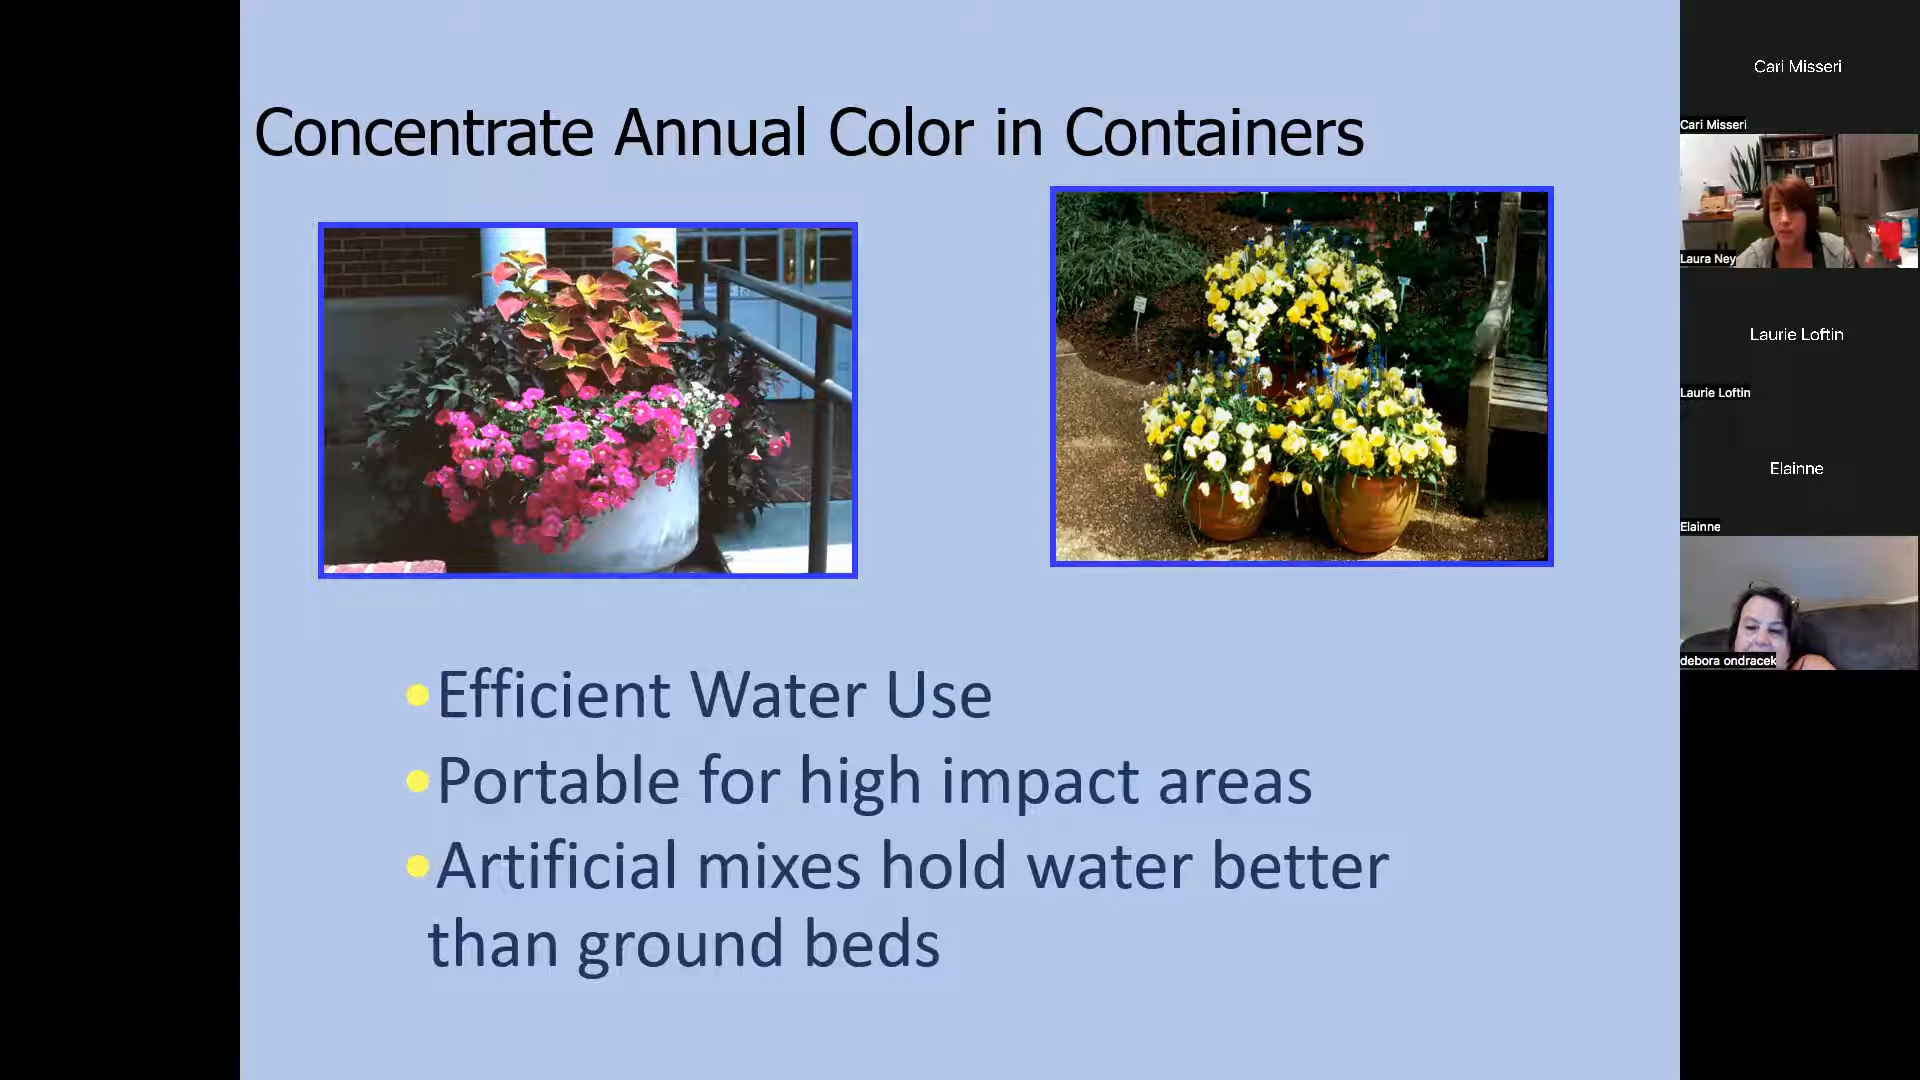 Concentrate Annual Color in Containers
•Efficient Water Use
•Portable for high impact areas
•Artificial mixes hold water better
than ground beds
Cari Misseri
Cari Misseri
Laura Ney
Laurie Loftin
Laurie Loftin
Elainne
Elainne
debora ondracek